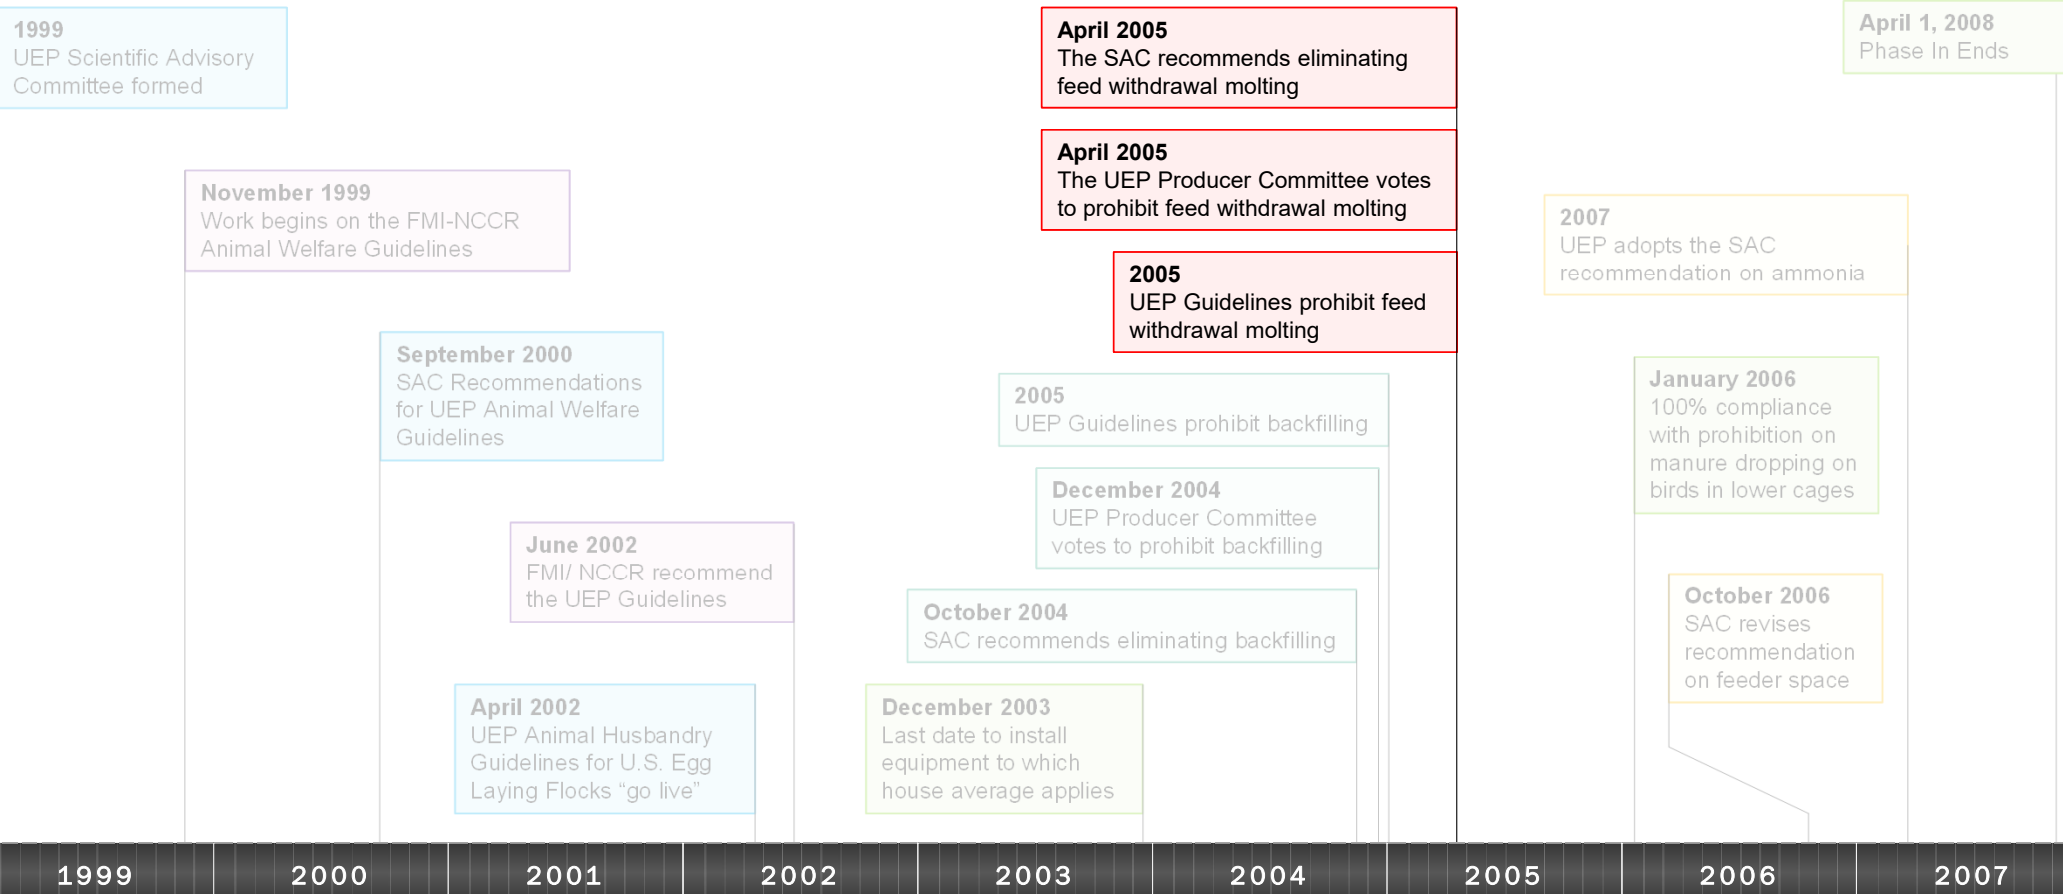 1999
UEP Scientific Advisory
Committee formed
November 1999
Work begins on the FMI-NCCR
Animal Welfare Guidelines
September 2000
SAC Recommendations
for UEP Animal Welfare
Guidelines
June 2002
FMI/ NCCR recommend
the UEP Guidelines
April 2002
UEP Animal Husbandry
Guidelines for U.S. Egg
Laying Flocks “go live”
April 2005
The SAC recommends eliminating
feed withdrawal molting
April 2005
The UEP Producer Committee votes
to prohibit feed withdrawal molting
2005
UEP Guidelines prohibit feed
withdrawal molting
2005
UEP Guidelines prohibit backfilling
December 2004
UEP Producer Committee
votes to prohibit backfilling
October 2004
SAC recommends eliminating backfilling
December 2003
Last date to install
equipment to which
house average applies
April 1, 2008
Phase In Ends
2007
UEP adopts the SAC
recommendation on ammonia
January 2006
100% compliance
with prohibition on
manure dropping on
birds in lower cages
October 2006
SAC revises
recommendation
on feeder space
1999 2000 2001 2002 2003 2004 2005 2006 2007